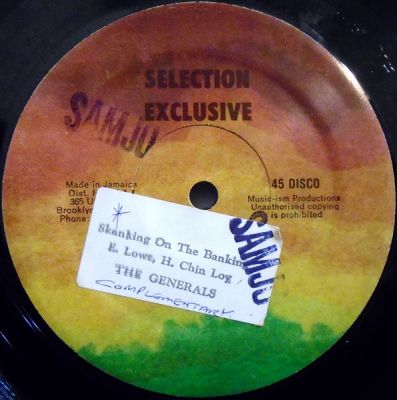 SELECTION
EXCLUSIVE
SAMJU
Made in Jamaica
Dist.
365 U
Brooklyn
Phone:
45 DISCO
Music-ism Productions
Unauthorised copying
is prohibited
*
Skanking On The Bankin
E. Lowe, H. Chin Loy
THE GENERALS
COMPLEMENTARY.
SAMJU